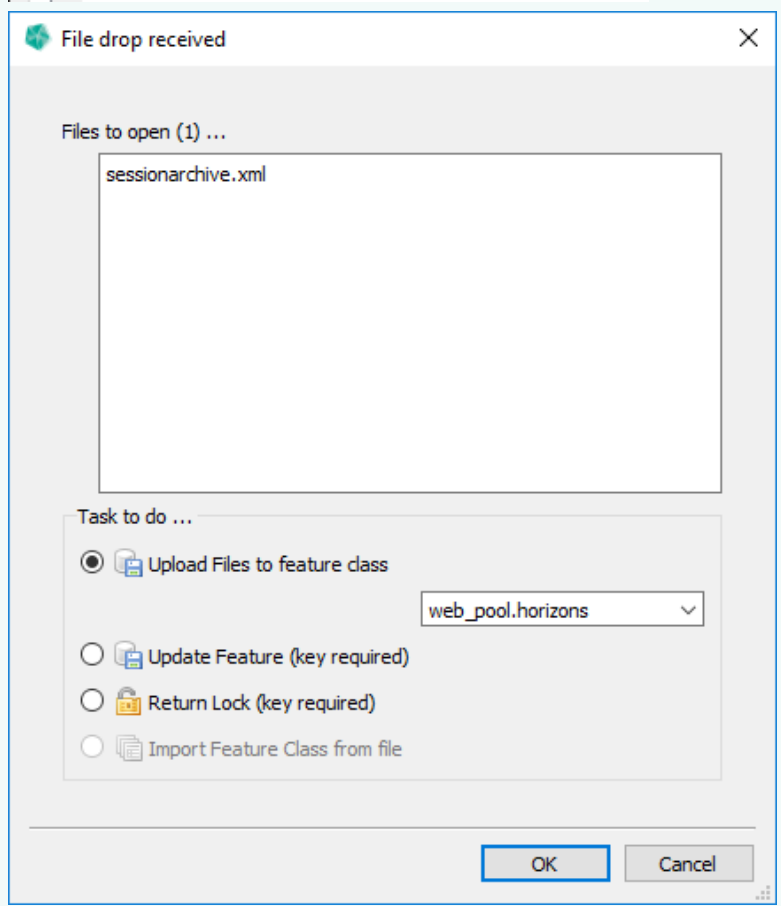 File drop received
Files to open (1) ...
sessionarchive.xml
Task to do ...
Upload Files to feature class
web_pool.horizons
Update Feature (key required)
Return Lock (key required)
Import Feature Class from file
OK Cancel